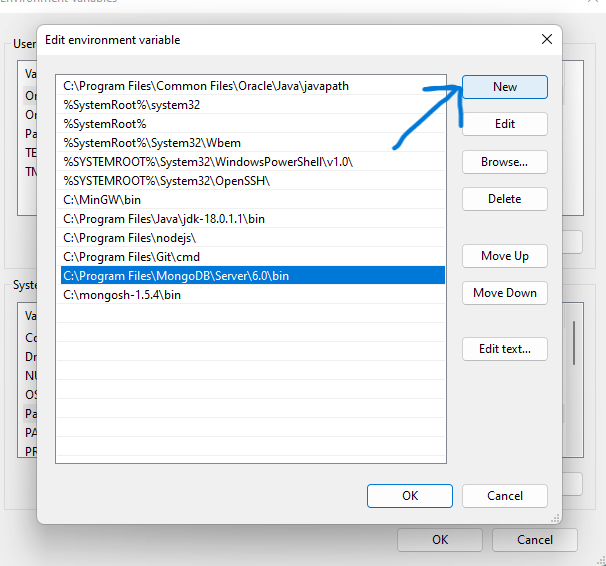 Environment Variables
Edit environment variable
User
Va
Or
Or
Pa
TE
TN
C:\Program Files\Common Files\Oracle\Java\javapath
%SystemRoot%\system32
%SystemRoot%
%SystemRoot%\System32\Wbem
%SYSTEMROOT%\System32\WindowsPowerShell\v1.0\
%SYSTEMROOT%\System32\OpenSSH\
C:\MinGW\bin
C:\Program Files\Java\jdk-18.0.1.1\bin
C:\Program Files\nodejs\
C:\Program Files\Git\cmd
C:\Program Files\MongoDB\Server\6.0\bin
C:\mongosh-1.5.4\bin
New
Edit
Browse...
Delete
Move Up
Move Down
Edit text...
Syste
Va
Co
Dr
NU
OS
Pa
PA
PR
OK
Cancel
OK
Cancel